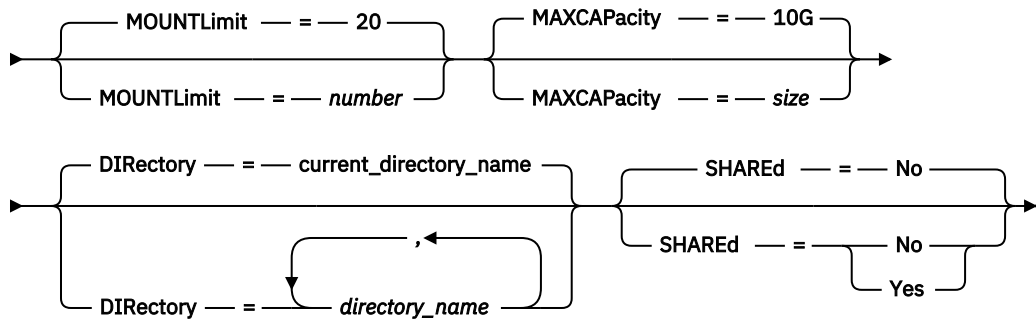 MOUNTLimit = 20
MAXCAPacity = 10G
MOUNTLimit = number
MAXCAPacity = size
DIRectory = current_directory_name
SHAREd = No
,
SHAREd = No
Yes
DIRectory = directory_name